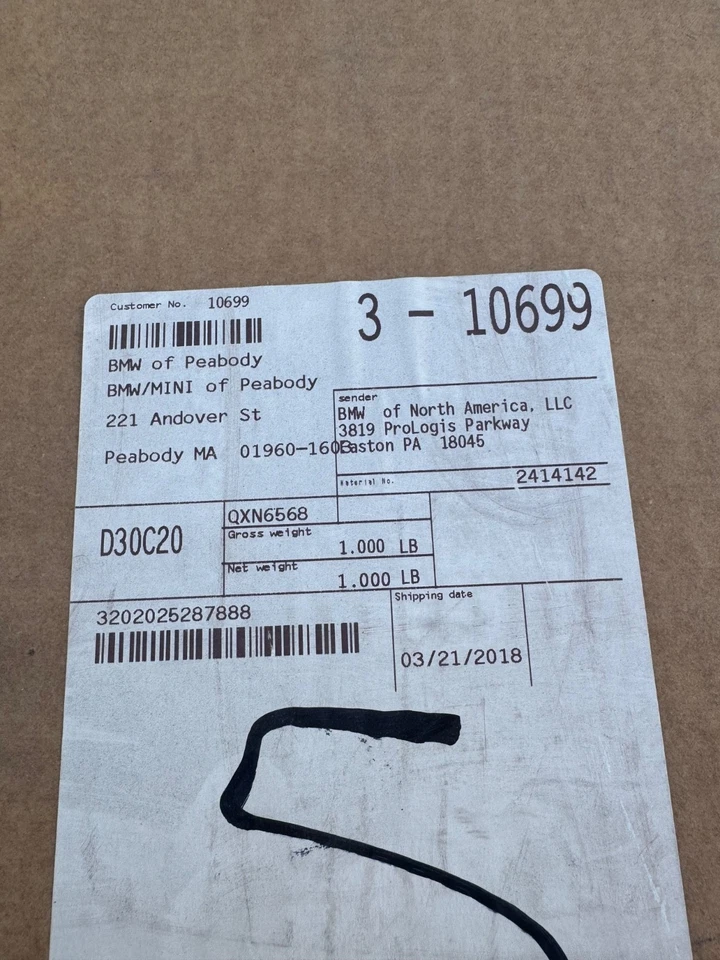 Customer No. 10699
3 - 10699
BMW of Peabody
BMW/MINI of Peabody
221 Andover St
Peabody MA 01960-160
sender
BMW of North America, LLC
3819 ProLogis Parkway
Easton PA 18045
Material No.
2414142
D30C20
QXN6568
Gross weight
1.000 LB
Net weight
1.000 LB
3202025287888
Shipping date
03/21/2018